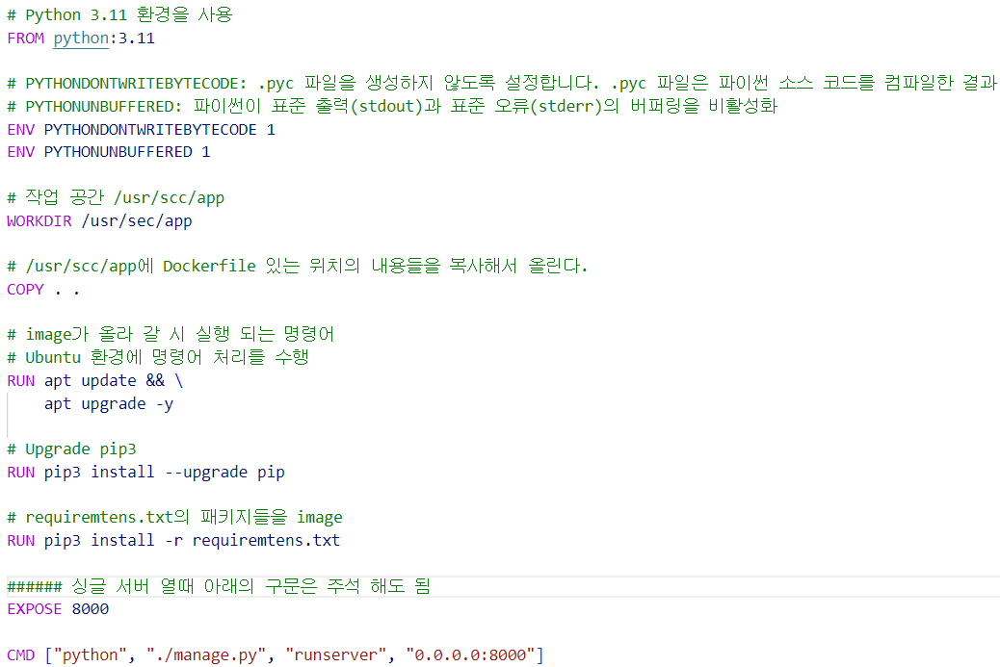 # Python 3.11 환경을 사용
FROM python:3.11
# PYTHONDONTWRITEBYTECODE: .pyc 파일을 생성하지 않도록 설정합니다. .pyc 파일은 파이썬 소스 코드를 컴파일한 결과
# PYTHONUNBUFFERED: 파이썬이 표준 출력(stdout)과 표준 오류(stderr)의 버퍼링을 비활성화
ENV PYTHONDONTWRITEBYTECODE 1
ENV PYTHONUNBUFFERED 1
# 작업 공간 /usr/scc/app
WORKDIR /usr/sec/app
# /usr/scc/app에 Dockerfile 있는 위치의 내용들을 복사해서 올린다.
COPY . .
# image가 올라 갈 시 실행 되는 명령어
# Ubuntu 환경에 명령어 처리를 수행
RUN apt update && \
    apt upgrade -y
# Upgrade pip3
RUN pip3 install --upgrade pip
# requiremtens.txt의 패키지들을 image
RUN pip3 install -r requiremtens.txt
###### 싱글 서버 열때 아래의 구문은 주석 해도 됨
EXPOSE 8000
CMD ["python", "./manage.py", "runserver", "0.0.0.0:8000"]